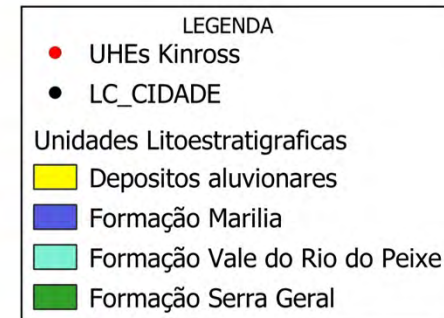 LEGENDA
UHEs Kinross
LC_CIDADE
Unidades Litoestratigraficas
Depositos aluvionares
Formação Marilia
Formação Vale do Rio do Peixe
Formação Serra Geral